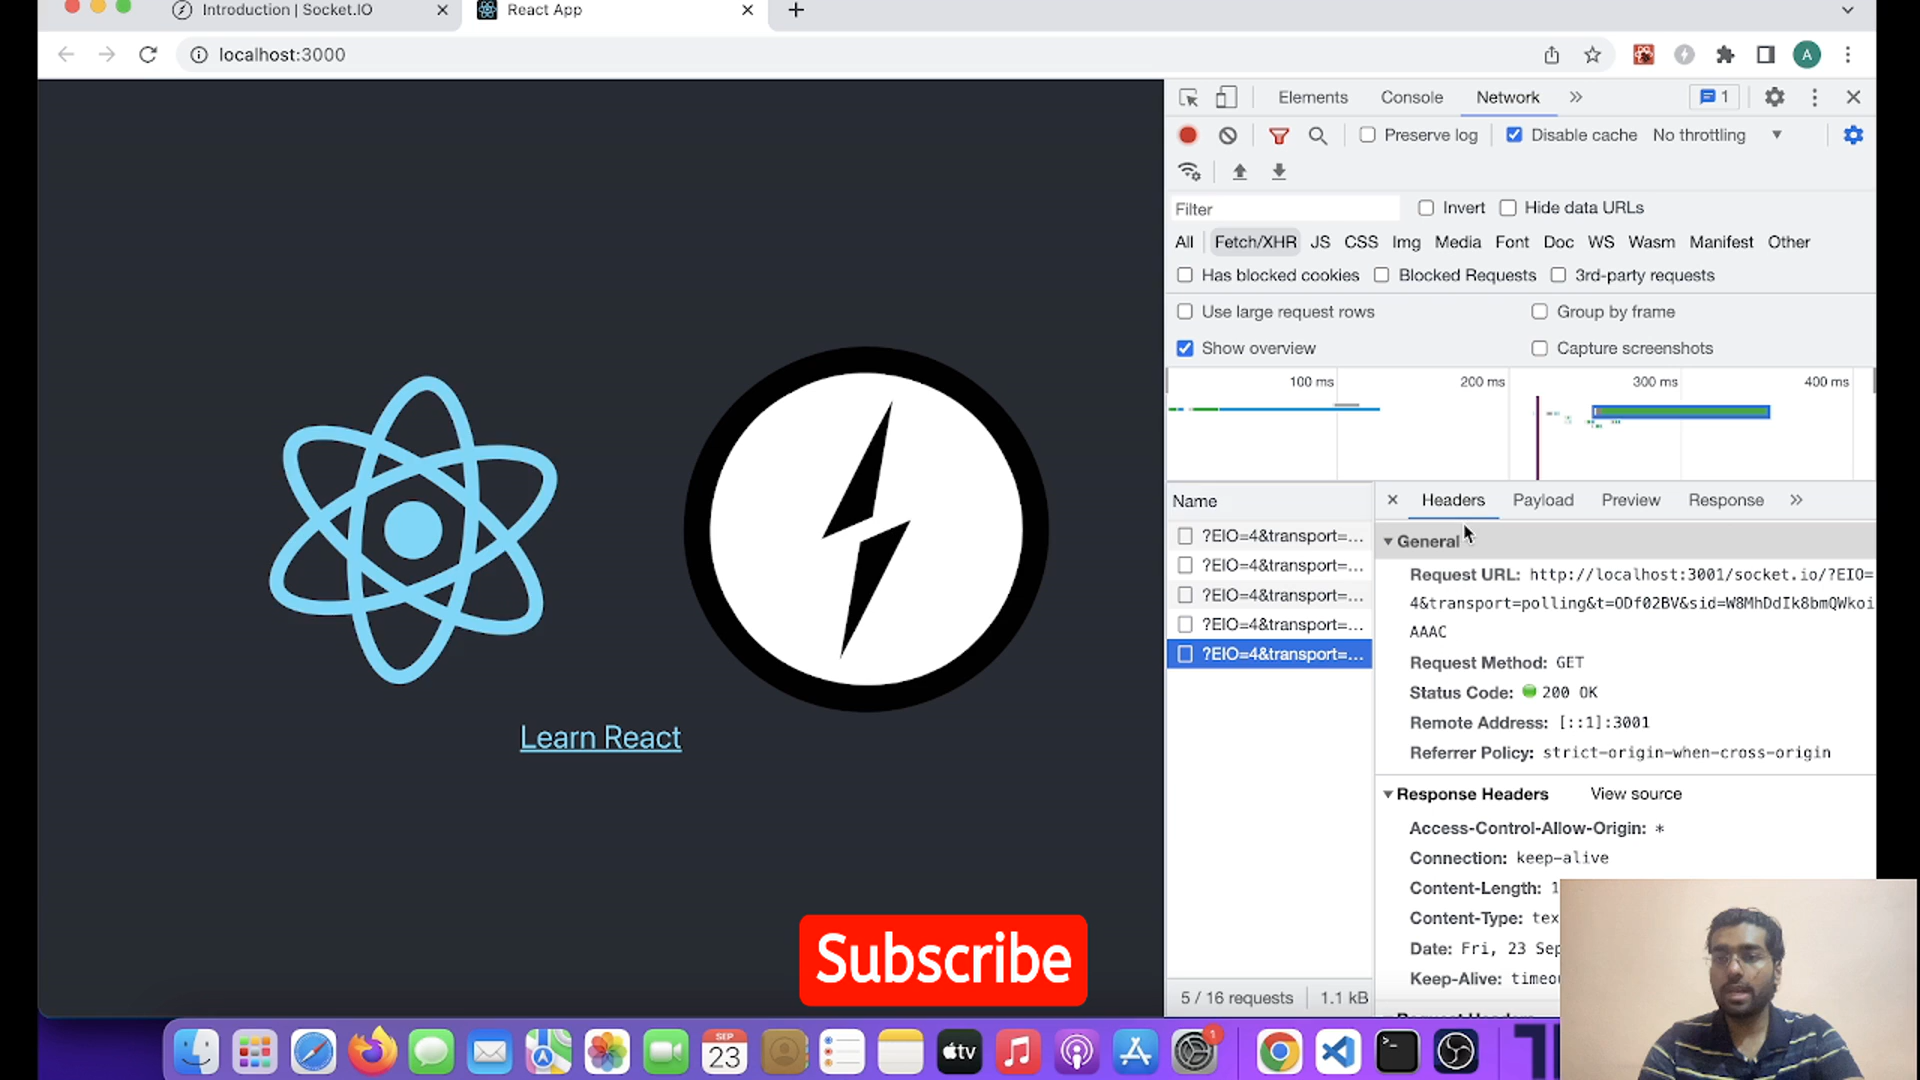 Introduction | Socket.IO
React App
localhost:3000
A
Elements Console Network 1
Preserve log Disable cache No throttling
Filter Invert Hide data URLs
All Fetch/XHR JS CSS Img Media Font Doc WS Wasm Manifest Other
Has blocked cookies Blocked Requests 3rd-party requests
Use large request rows Group by frame
Show overview Capture screenshots
100 ms 200 ms 300 ms 400 ms
Name Headers Payload Preview Response
?EIO=4&transport=...
?EIO=4&transport=...
?EIO=4&transport=...
?EIO=4&transport=...
?EIO=4&transport=...
General
Request URL: http://localhost:3001/socket.io/?EIO=
4&transport=polling&t=ODf02BV&sid=W8MhDdIk8bmQWkoi
AAAC
Request Method: GET
Status Code: 200 OK
Remote Address: [::1]:3001
Referrer Policy: strict-origin-when-cross-origin
Response Headers View source
Access-Control-Allow-Origin: *
Connection: keep-alive
Content-Length: 1
Content-Type: tex
Date: Fri, 23 Sep
Keep-Alive: timeou
Learn React
Subscribe
5 / 16 requests 1.1 kB
SEP
23
tv
1